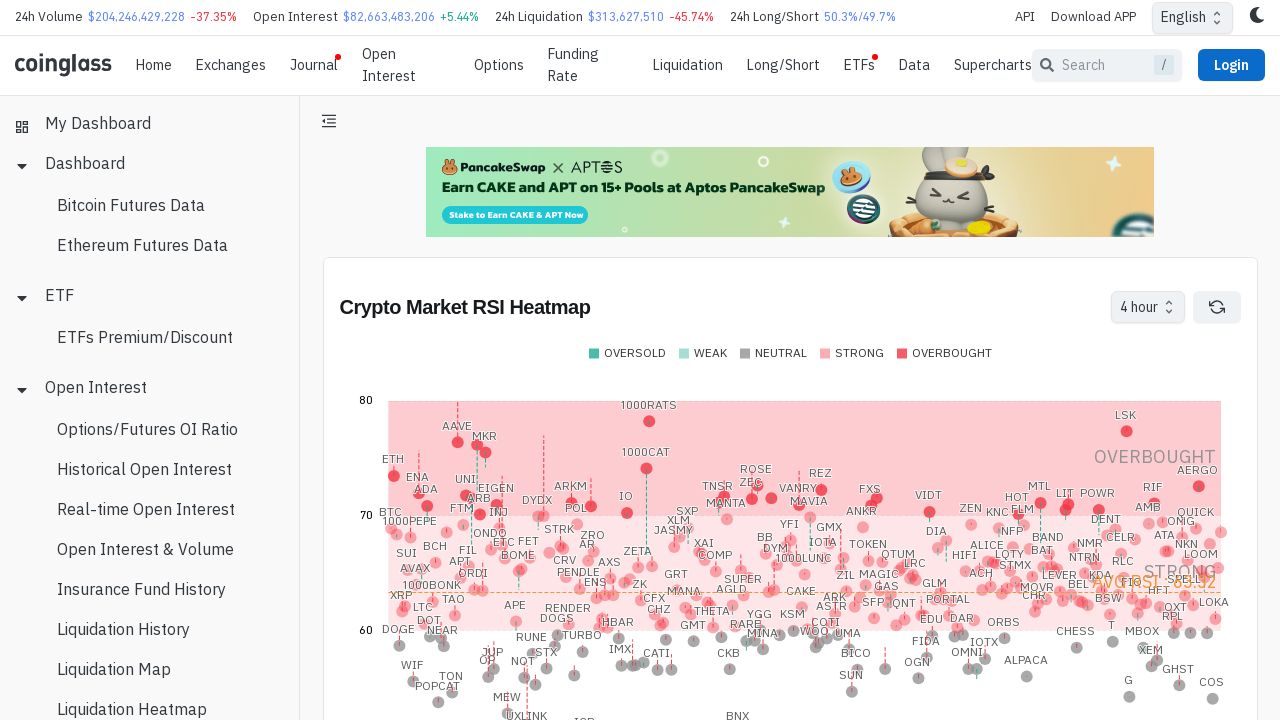 24h Volume $204,246,429,228 -37.35% Open Interest $82,663,483,206 +5.44% 24h Liquidation $313,627,510 -45.74% 24h Long/Short 50.3%/49.7% API Download APP English
coinglass Home Exchanges Journal Open Interest Options Funding Rate Liquidation Long/Short ETFs Data Supercharts Search / Login
My Dashboard
Dashboard
Bitcoin Futures Data
Ethereum Futures Data
ETF
ETFs Premium/Discount
Open Interest
Options/Futures OI Ratio
Historical Open Interest
Real-time Open Interest
Open Interest & Volume
Insurance Fund History
Liquidation History
Liquidation Map
Liquidation Heatmap
PancakeSwap × APTOS
Earn CAKE and APT on 15+ Pools at Aptos PancakeSwap
Stake to Earn CAKE & APT Now
Crypto Market RSI Heatmap
4 hour
OVERSOLD WEAK NEUTRAL STRONG OVERBOUGHT
80
1000RATS
LSK
AAVE
MKR
OVERBOUGHT
ETH
1000CAT
ROSE
REZ
AERGO
ENA
UNI
ADA
EIGEN
ARKM
TNSR
ZEC
VANRY
FXS
VIDT
MTL
LIT
POWR
RIF
ARB
DYDX
IO
MANTA
MAVIA
HOT
FTM
INJ
POL
SXP
ANKR
ZEN
KNC
FLM
AMB
QUICK
BTC
70
1000PEPE
XLM
YFI
GMX
DENT
OMG
ONDO
STRK
ZRO
JASMY
DIA
NFP
BAND
CELR
ATA
BCH
ETC
FET
AR
XAI
BB
DYM
IOTA
TOKEN
ALICE
NMR
NKN
SUI
FIL
BOME
ZETA
COMP
1000LUNC
QTUM
HIFI
LQTY
BAT
NTRN
LOOM
APT
CRV
AXS
LRC
STMX
RLC
AVAX
ORDI
PENDLE
GRT
SUPER
ZIL
MAGIC
ACH
LEVER
KDA
STRONG
1000BONK
ENS
ZK
MANA
AGLD
CAKE
GAS
GLM
MOVR
BEL
FIO
SPELL
XRP
TAO
CFX
ARK
SFP
QNT
PORTAL
CHR
BSW
HFT
LTC
APE
RENDER
CHZ
THETA
ASTR
OXT
LOKA
DOT
DOGS
HBAR
GMT
YGG
KSM
COTI
EDU
DAR
ORBS
RPL
60
DOGE
NEAR
RUNE
TURBO
RARE
MINA
WOO
UMA
FIDA
IOTX
CHESS
T
MBOX
JUP
STX
IMX
CATI
CKB
BICO
OMNI
XEM
WIF
OP
NOT
OGN
ALPACA
GHST
TON
SUN
G
COS
POPCAT
MEW
UXLINK
BNX